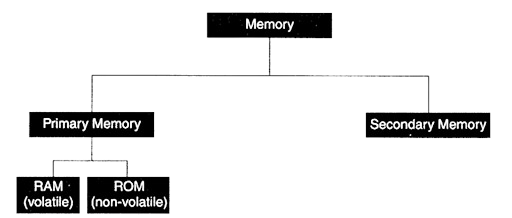 Memory
Primary Memory
Secondary Memory
RAM
(volatile)
ROM
(non-volatile)